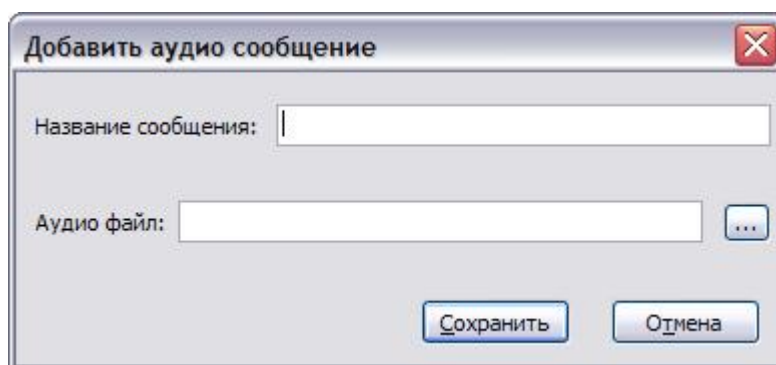 Добавить аудио сообщение
Название сообщения:
Аудио файл:
...
Сохранить Отмена